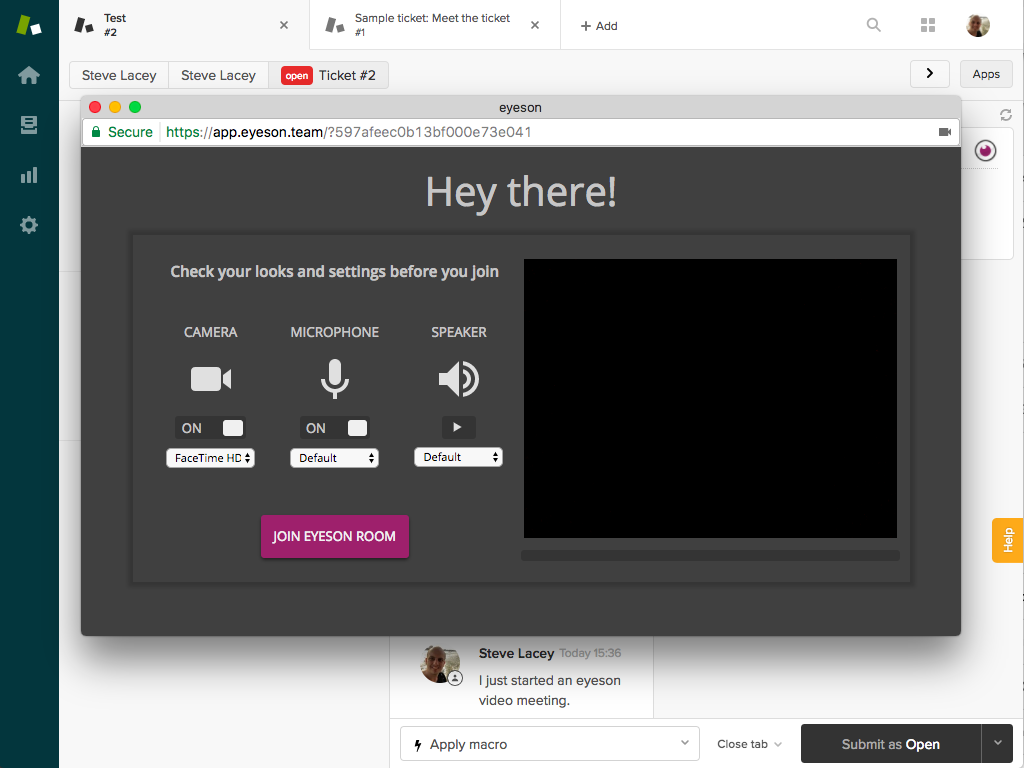 Test
#2
Sample ticket: Meet the ticket
#1
+ Add
Steve Lacey
Steve Lacey
open Ticket #2
Apps
eyeson
Secure https://app.eyeson.team/?597afeec0b13bf000e73e041
Hey there!
Check your looks and settings before you join
CAMERA MICROPHONE SPEAKER
ON ON
FaceTime HD Default Default
JOIN EYESON ROOM
Help
Steve Lacey Today 15:36
I just started an eyeson
video meeting.
Apply macro
Close tab
Submit as Open